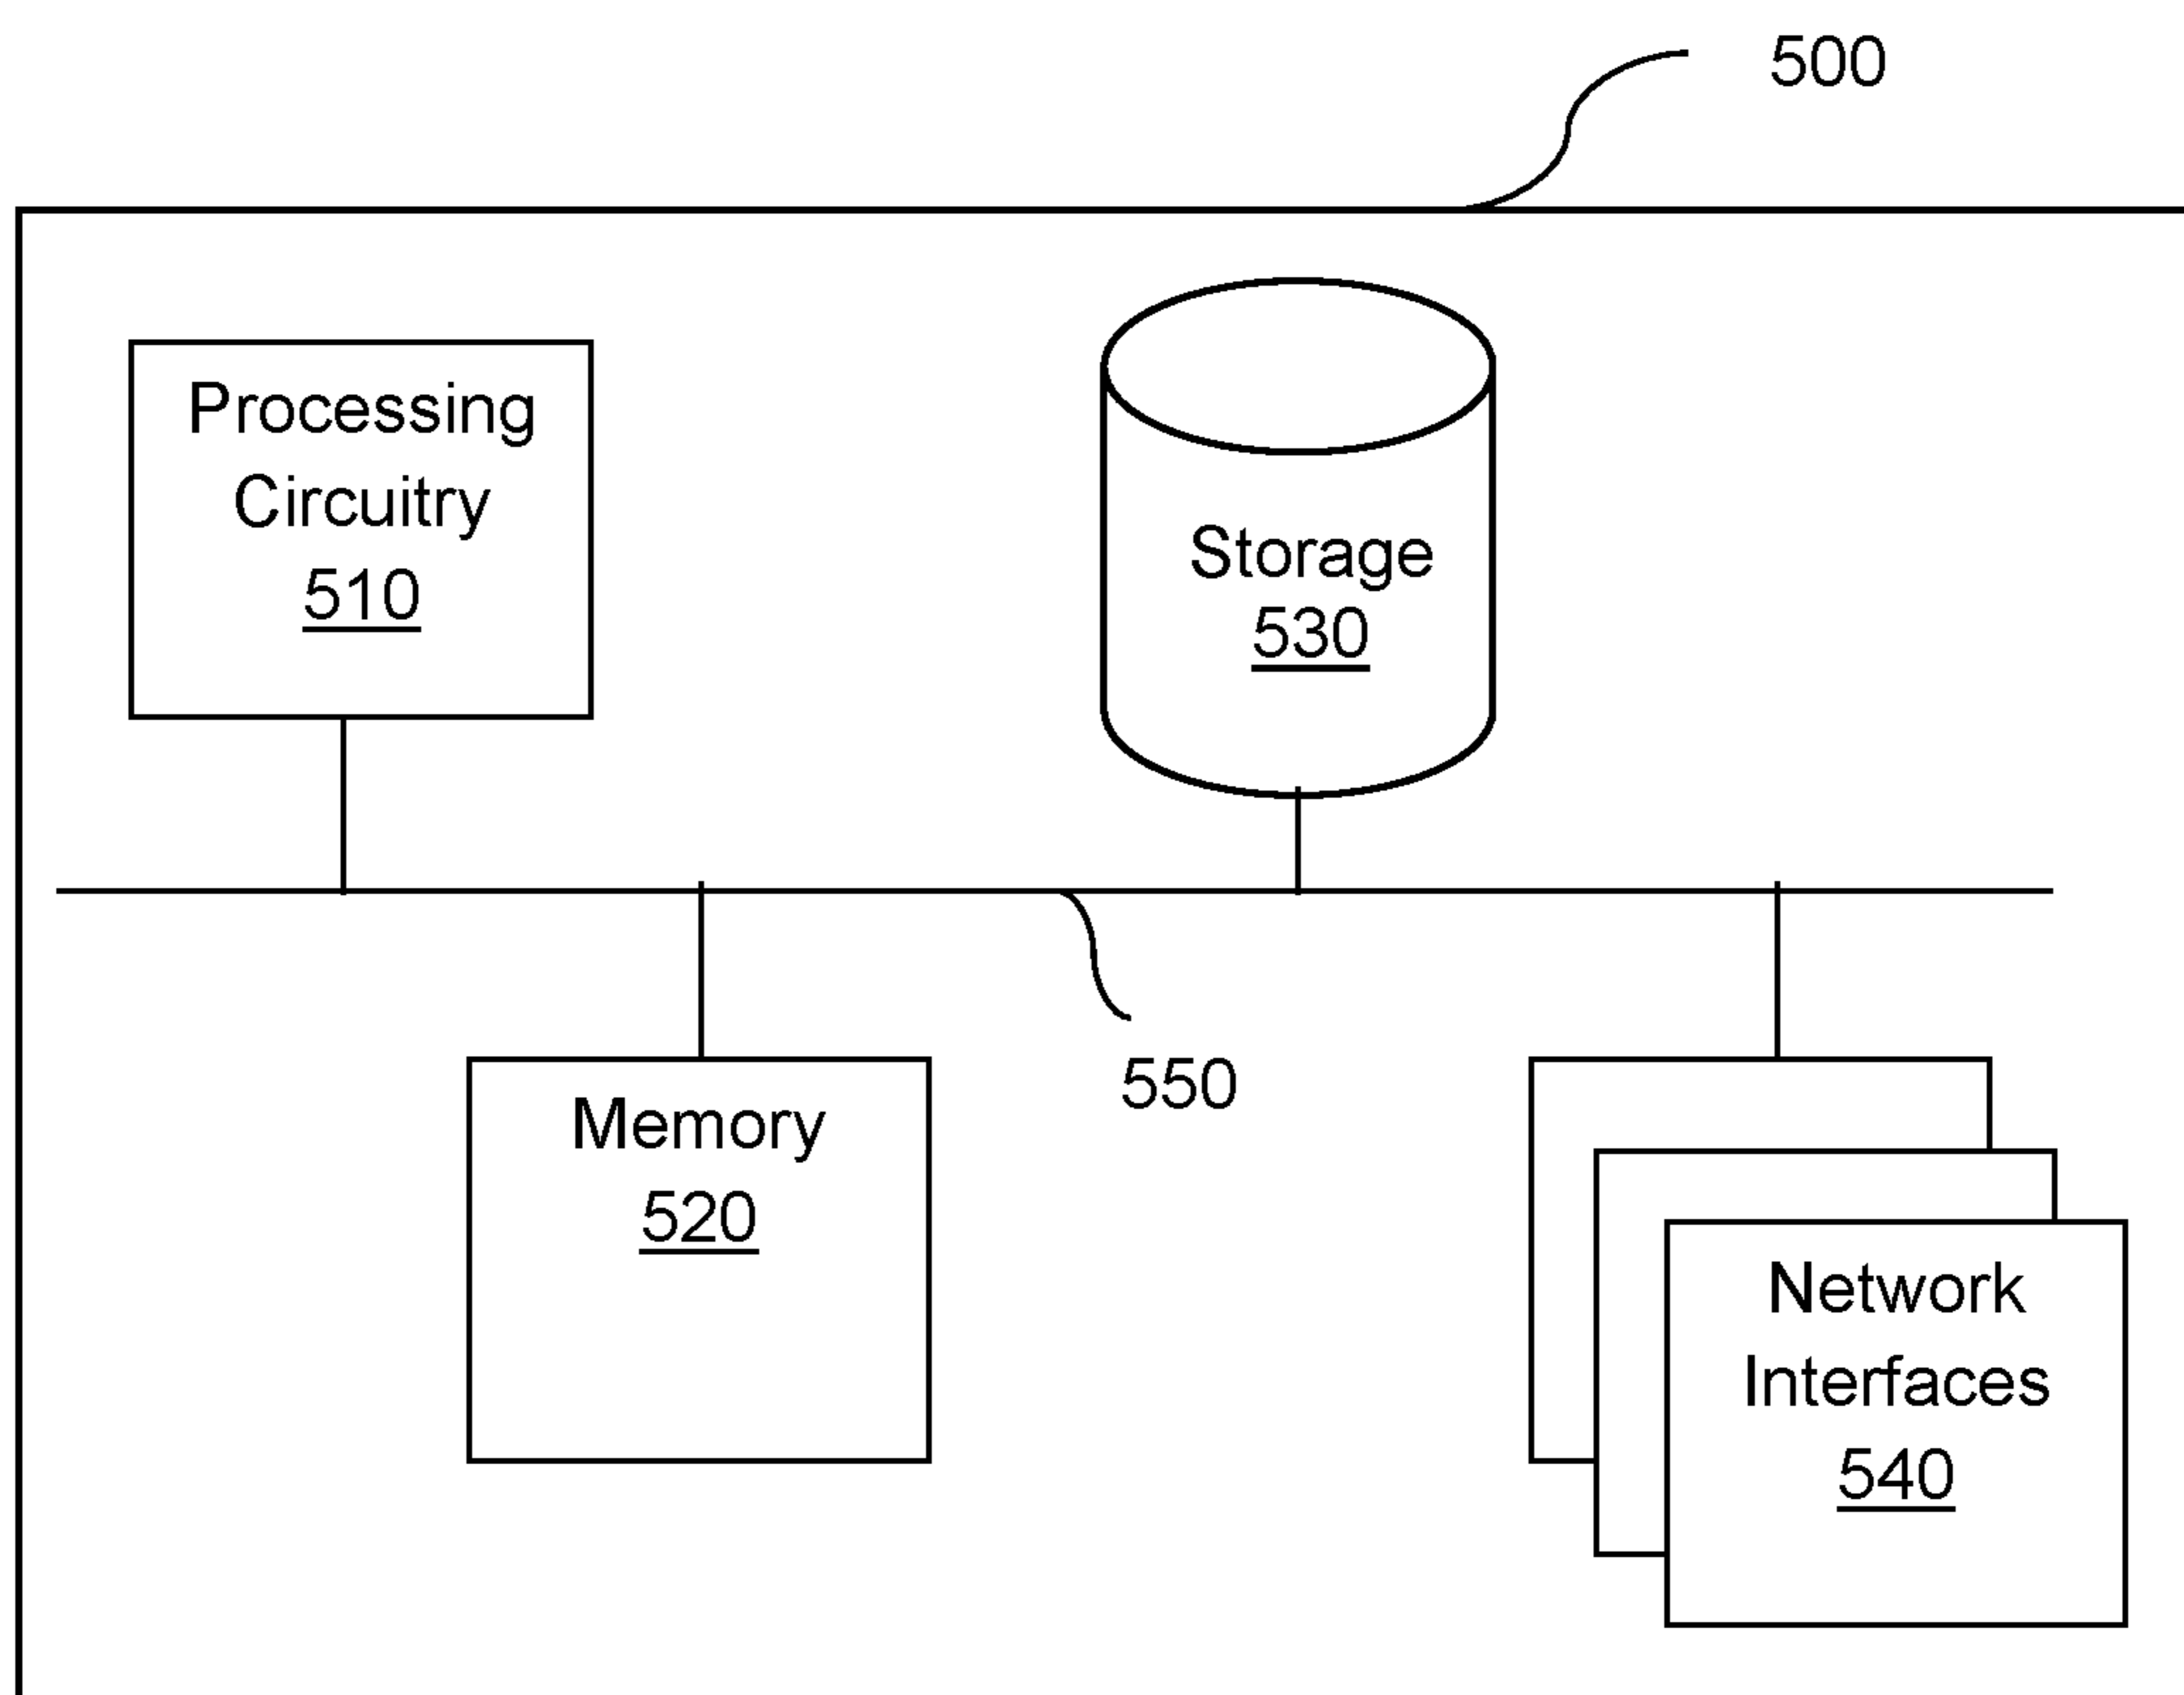 500
Processing
Circuitry
510
Storage
530
550
Memory
520
Network
Interfaces
540